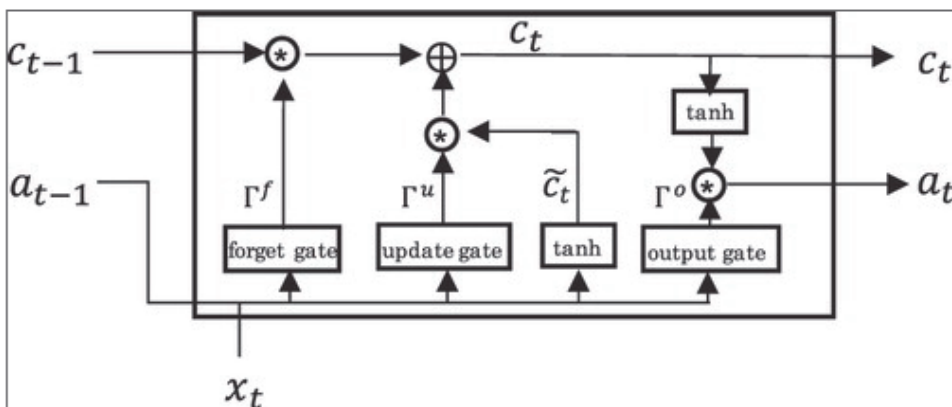 c_{t-1} * ⊕ c_t c_t
tanh
*
a_{t-1} Γ^f Γ^u c̃_t Γ^o * a_t
forget gate update gate tanh output gate
x_t